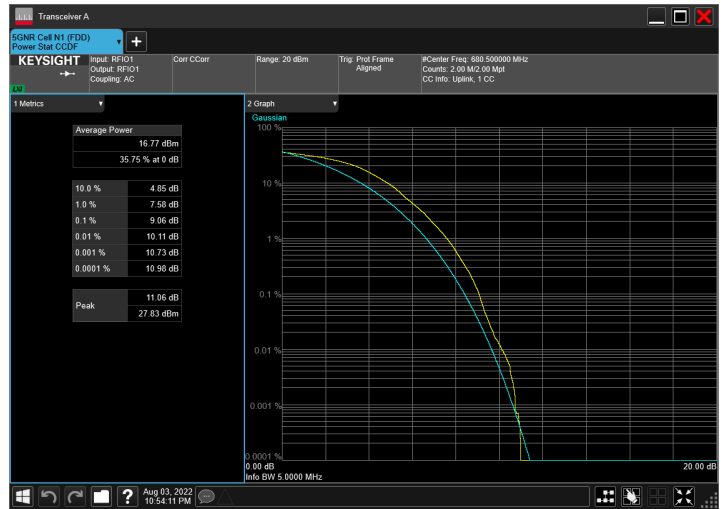 Transceiver A
5GNR Cell N1 (FDD)
Power Stat CCDF
KEYSIGHT
Input: RFIO1
Output: RFIO1
Coupling: AC
Corr CCorr
Range: 20 dBm
Trig: Prot Frame
Aligned
#Center Freq: 680.500000 MHz
Counts: 2.00 M/2.00 Mpt
CC Info: Uplink, 1 CC
LXI
1 Metrics
Average Power
16.77 dBm
35.75 % at 0 dB
10.0 % 4.85 dB
1.0 % 7.58 dB
0.1 % 9.06 dB
0.01 % 10.11 dB
0.001 % 10.73 dB
0.0001 % 10.98 dB
Peak
11.06 dB
27.83 dBm
2 Graph
Gaussian
100 %
10 %
1 %
0.1 %
0.01 %
0.001 %
0.0001 %
0.00 dB
20.00 dB
Info BW 5.0000 MHz
Aug 03, 2022
10:54:11 PM